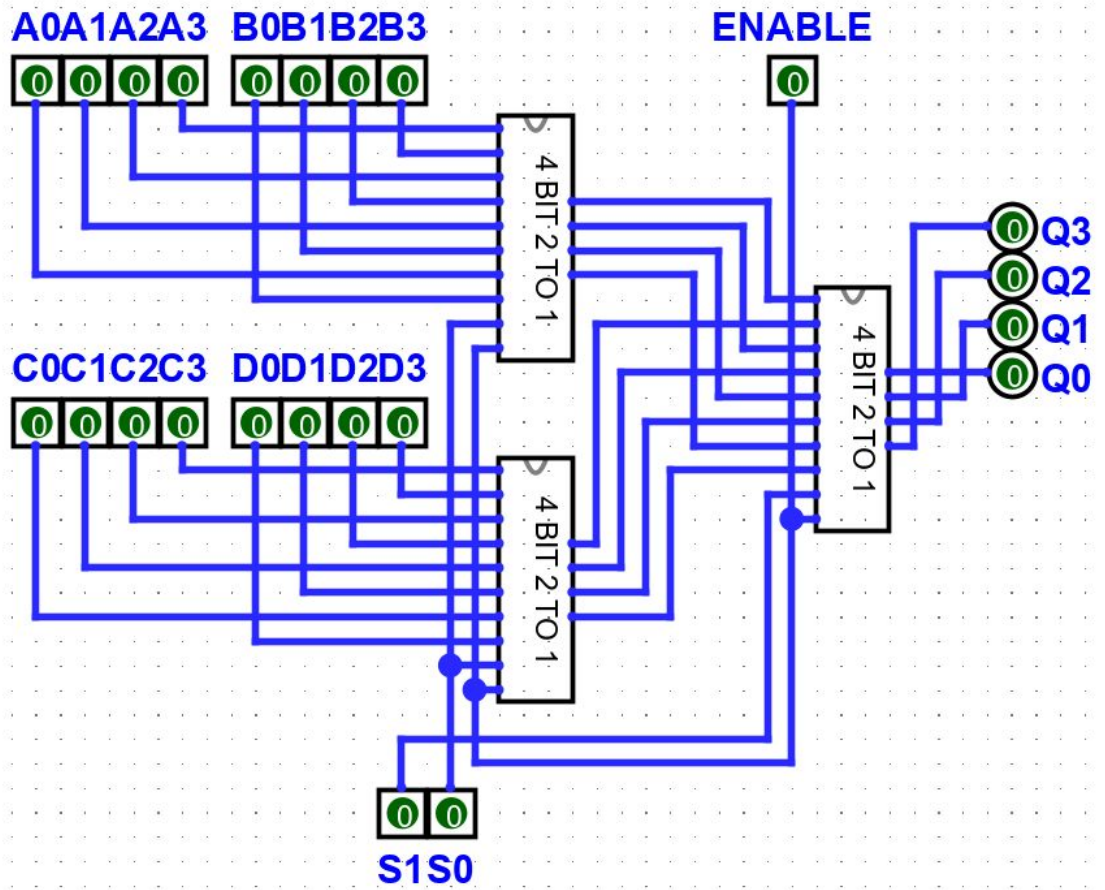 A0A1A2A3 B0B1B2B3 ENABLE
0 0 0 0 0 0 0 0 0
4 BIT 2 TO 1
0 Q3
0 Q2
0 Q1
0 Q0
4 BIT 2 TO 1
C0C1C2C3 D0D1D2D3
0 0 0 0 0 0 0 0
4 BIT 2 TO 1
0 0
S1S0